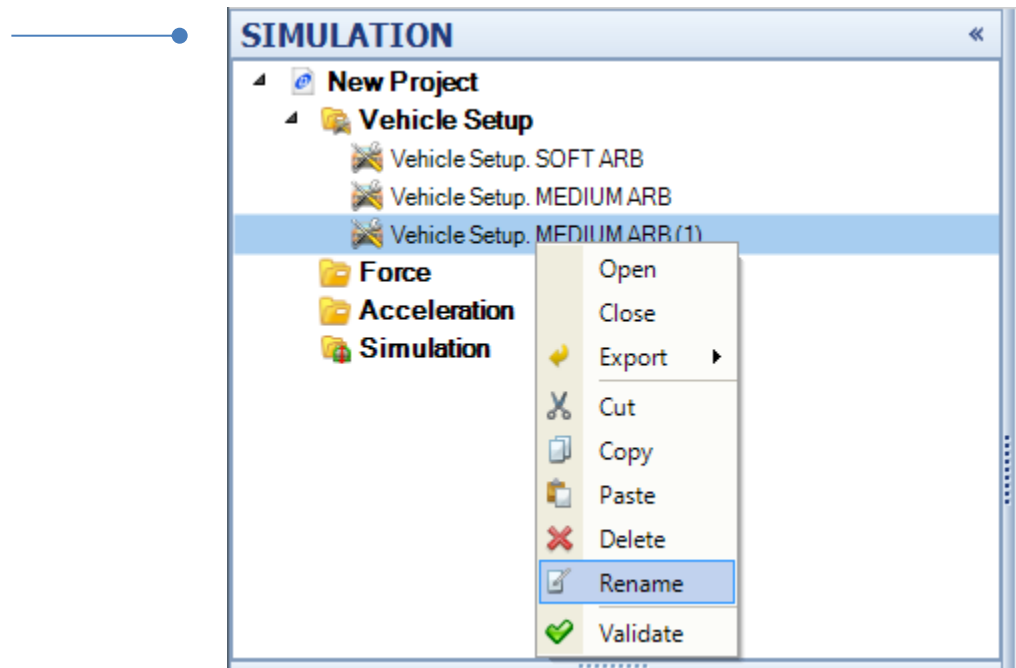 SIMULATION «
New Project
Vehicle Setup
Vehicle Setup. SOFT ARB
Vehicle Setup. MEDIUM ARB
Vehicle Setup. MEDIUM ARB (1)
Force
Acceleration
Simulation
Open
Close
Export
Cut
Copy
Paste
Delete
Rename
Validate